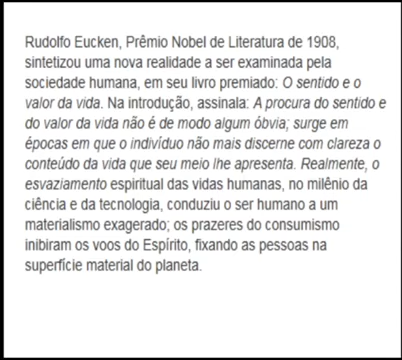 Rudolfo Eucken, Prêmio Nobel de Literatura de 1908,
sintetizou uma nova realidade a ser examinada pela
sociedade humana, em seu livro premiado: O sentido e o
valor da vida. Na introdução, assinala: A procura do sentido e
do valor da vida não é de modo algum óbvia; surge em
épocas em que o indivíduo não mais discerne com clareza o
conteúdo da vida que seu meio lhe apresenta. Realmente, o
esvaziamento espiritual das vidas humanas, no milênio da
ciência e da tecnologia, conduziu o ser humano a um
materialismo exagerado; os prazeres do consumismo
inibiram os voos do Espírito, fixando as pessoas na
superfície material do planeta.